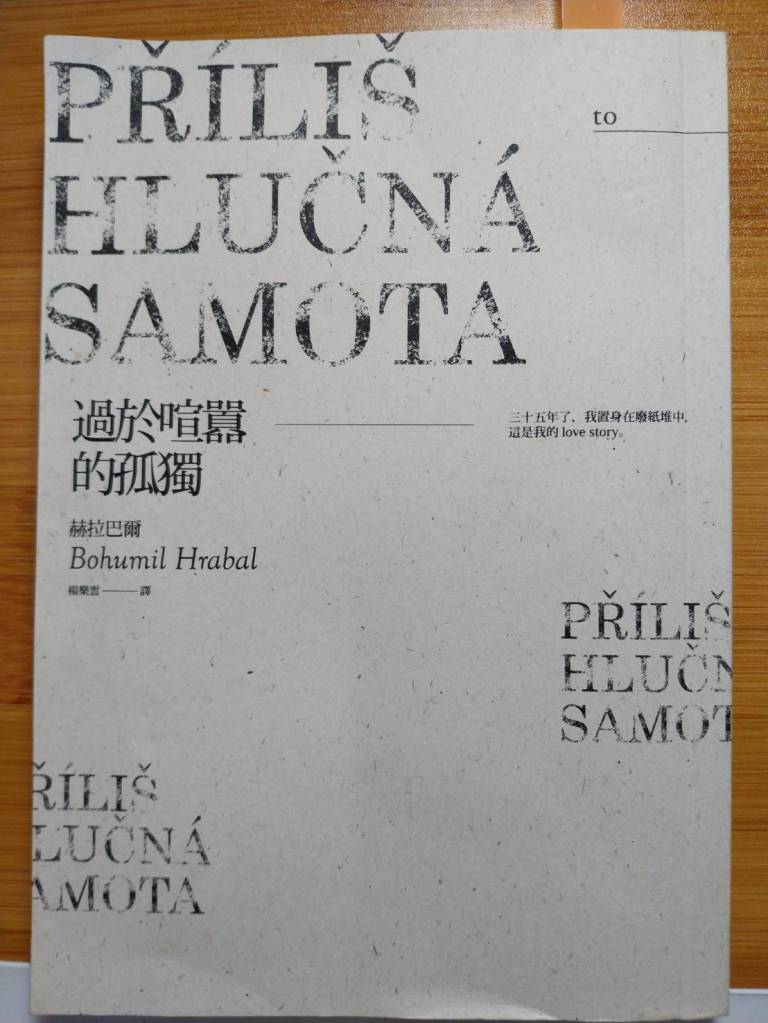 PŘÍLIŠ
HLUČNÁ
SAMOTA
to
過於喧囂
的孤獨
三十五年了，我置身在廢紙堆中，
這是我的 love story。
赫拉巴爾
Bohumil Hrabal
楊樂雲——譯
PŘÍLIŠ
HLUČN
SAMOT
ŘÍLIŠ
LUČNÁ
AMOTA